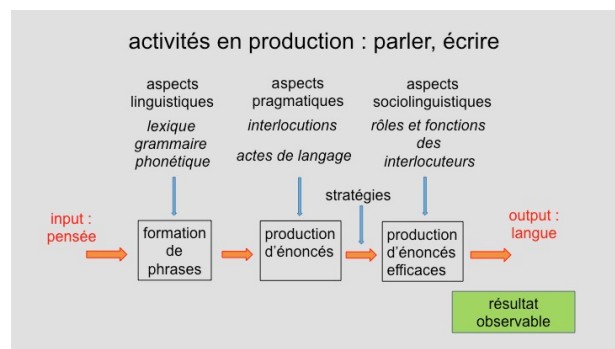 activités en production : parler, écrire
aspects
linguistiques
lexique
grammaire
phonétique
aspects
pragmatiques
interlocutions
actes de langage
aspects
sociolinguistiques
rôles et fonctions
des
interlocuteurs
stratégies
input :
pensée
formation
de
phrases
production
d'énoncés
production
d'énoncés
efficaces
output :
langue
résultat
observable